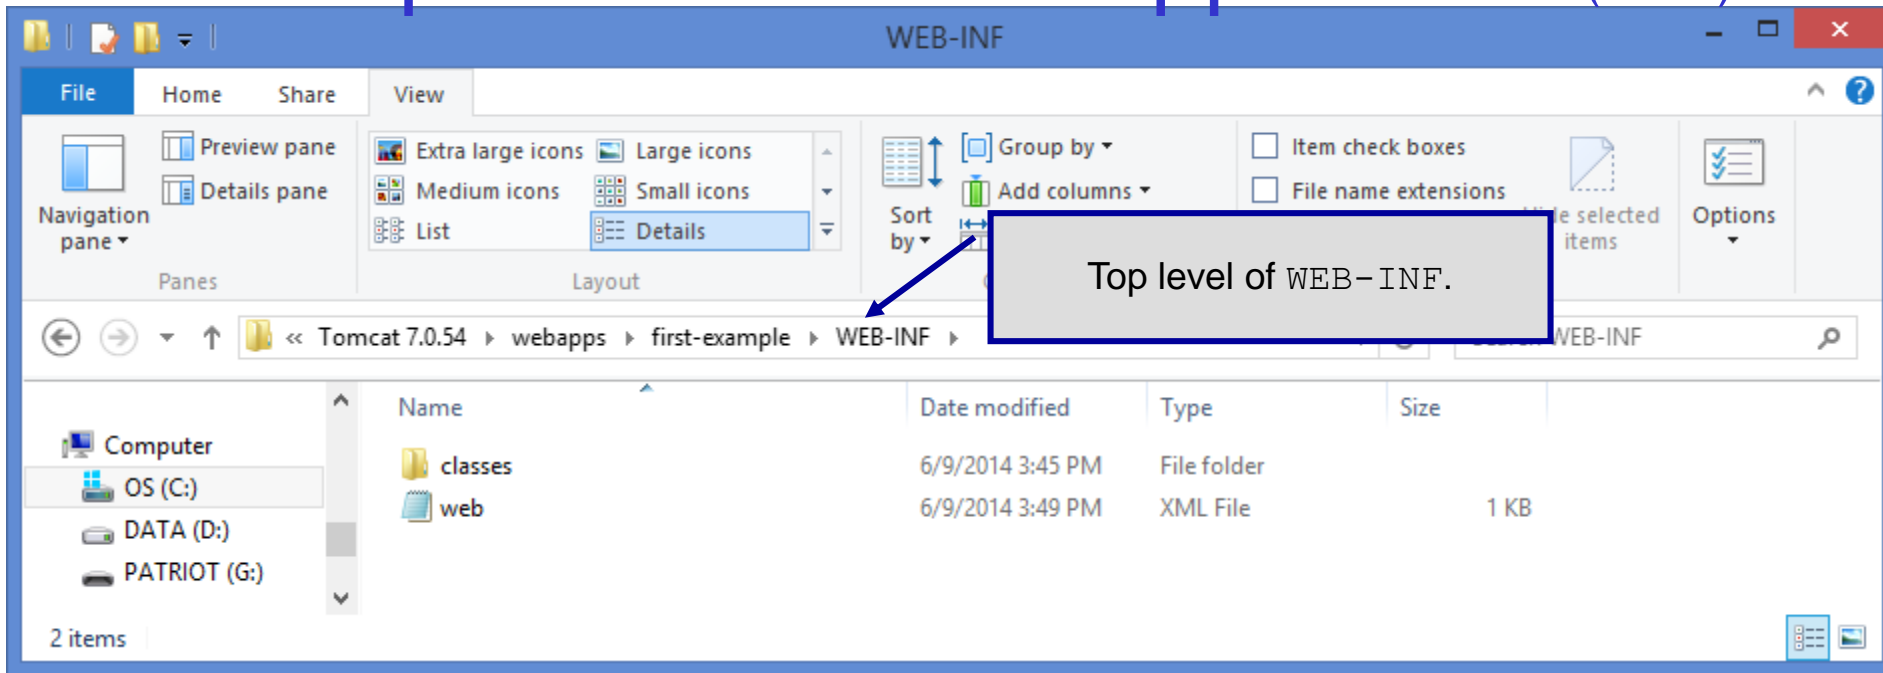 WEB-INF
File Home Share View
Preview pane
Details pane
Navigation
pane
Panes
Extra large icons Large icons
Medium icons Small icons
List Details
Layout
Sort
by
Group by
Add columns
Item check boxes
File name extensions
selected
items
Options
Top level of WEB-INF.
« Tomcat 7.0.54 webapps first-example WEB-INF
WEB-INF
Name Date modified Type Size
Computer
OS (C:)
DATA (D:)
PATRIOT (G:)
classes 6/9/2014 3:45 PM File folder
web 6/9/2014 3:49 PM XML File 1 KB
2 items